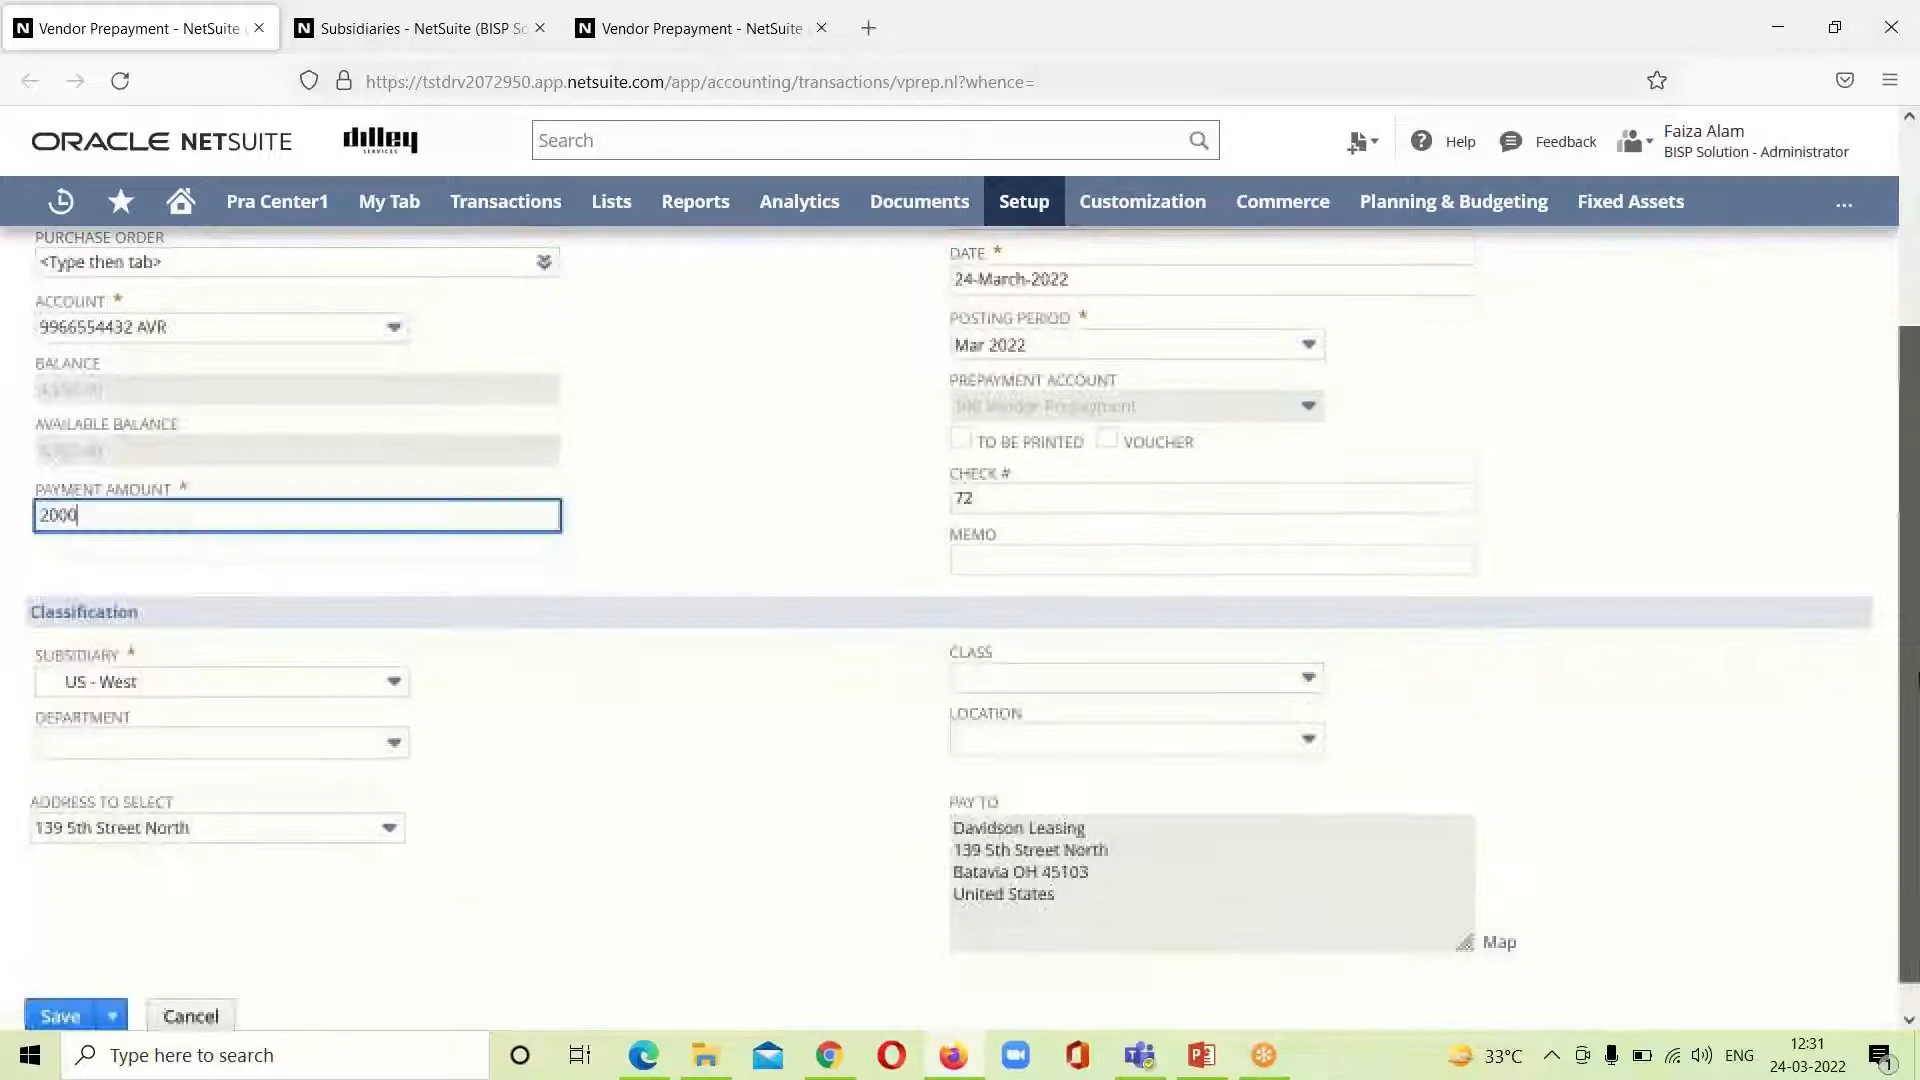 Vendor Prepayment - NetSuite
Subsidiaries - NetSuite (BISP Sc
Vendor Prepayment - NetSuite
https://tstdrv2072950.app.netsuite.com/app/accounting/transactions/vprep.nl?whence=
ORACLE NETSUITE
dilley
SERVICES
Search
Help
Feedback
Faiza Alam
BISP Solution - Administrator
Pra Center1
My Tab
Transactions
Lists
Reports
Analytics
Documents
Setup
Customization
Commerce
Planning & Budgeting
Fixed Assets
...
PURCHASE ORDER
<Type then tab>
ACCOUNT *
9966554432 AVR
BALANCE
AVAILABLE BALANCE
PAYMENT AMOUNT *
2000
DATE *
24-March-2022
POSTING PERIOD *
Mar 2022
PREPAYMENT ACCOUNT
Vendor Prepayment
TO BE PRINTED
VOUCHER
CHECK #
72
MEMO
Classification
SUBSIDIARY *
US - West
DEPARTMENT
CLASS
LOCATION
ADDRESS TO SELECT
139 5th Street North
PAY TO
Davidson Leasing
139 5th Street North
Batavia OH 45103
United States
Map
Save
Cancel
Type here to search
33°C
ENG
12:31
24-03-2022
1